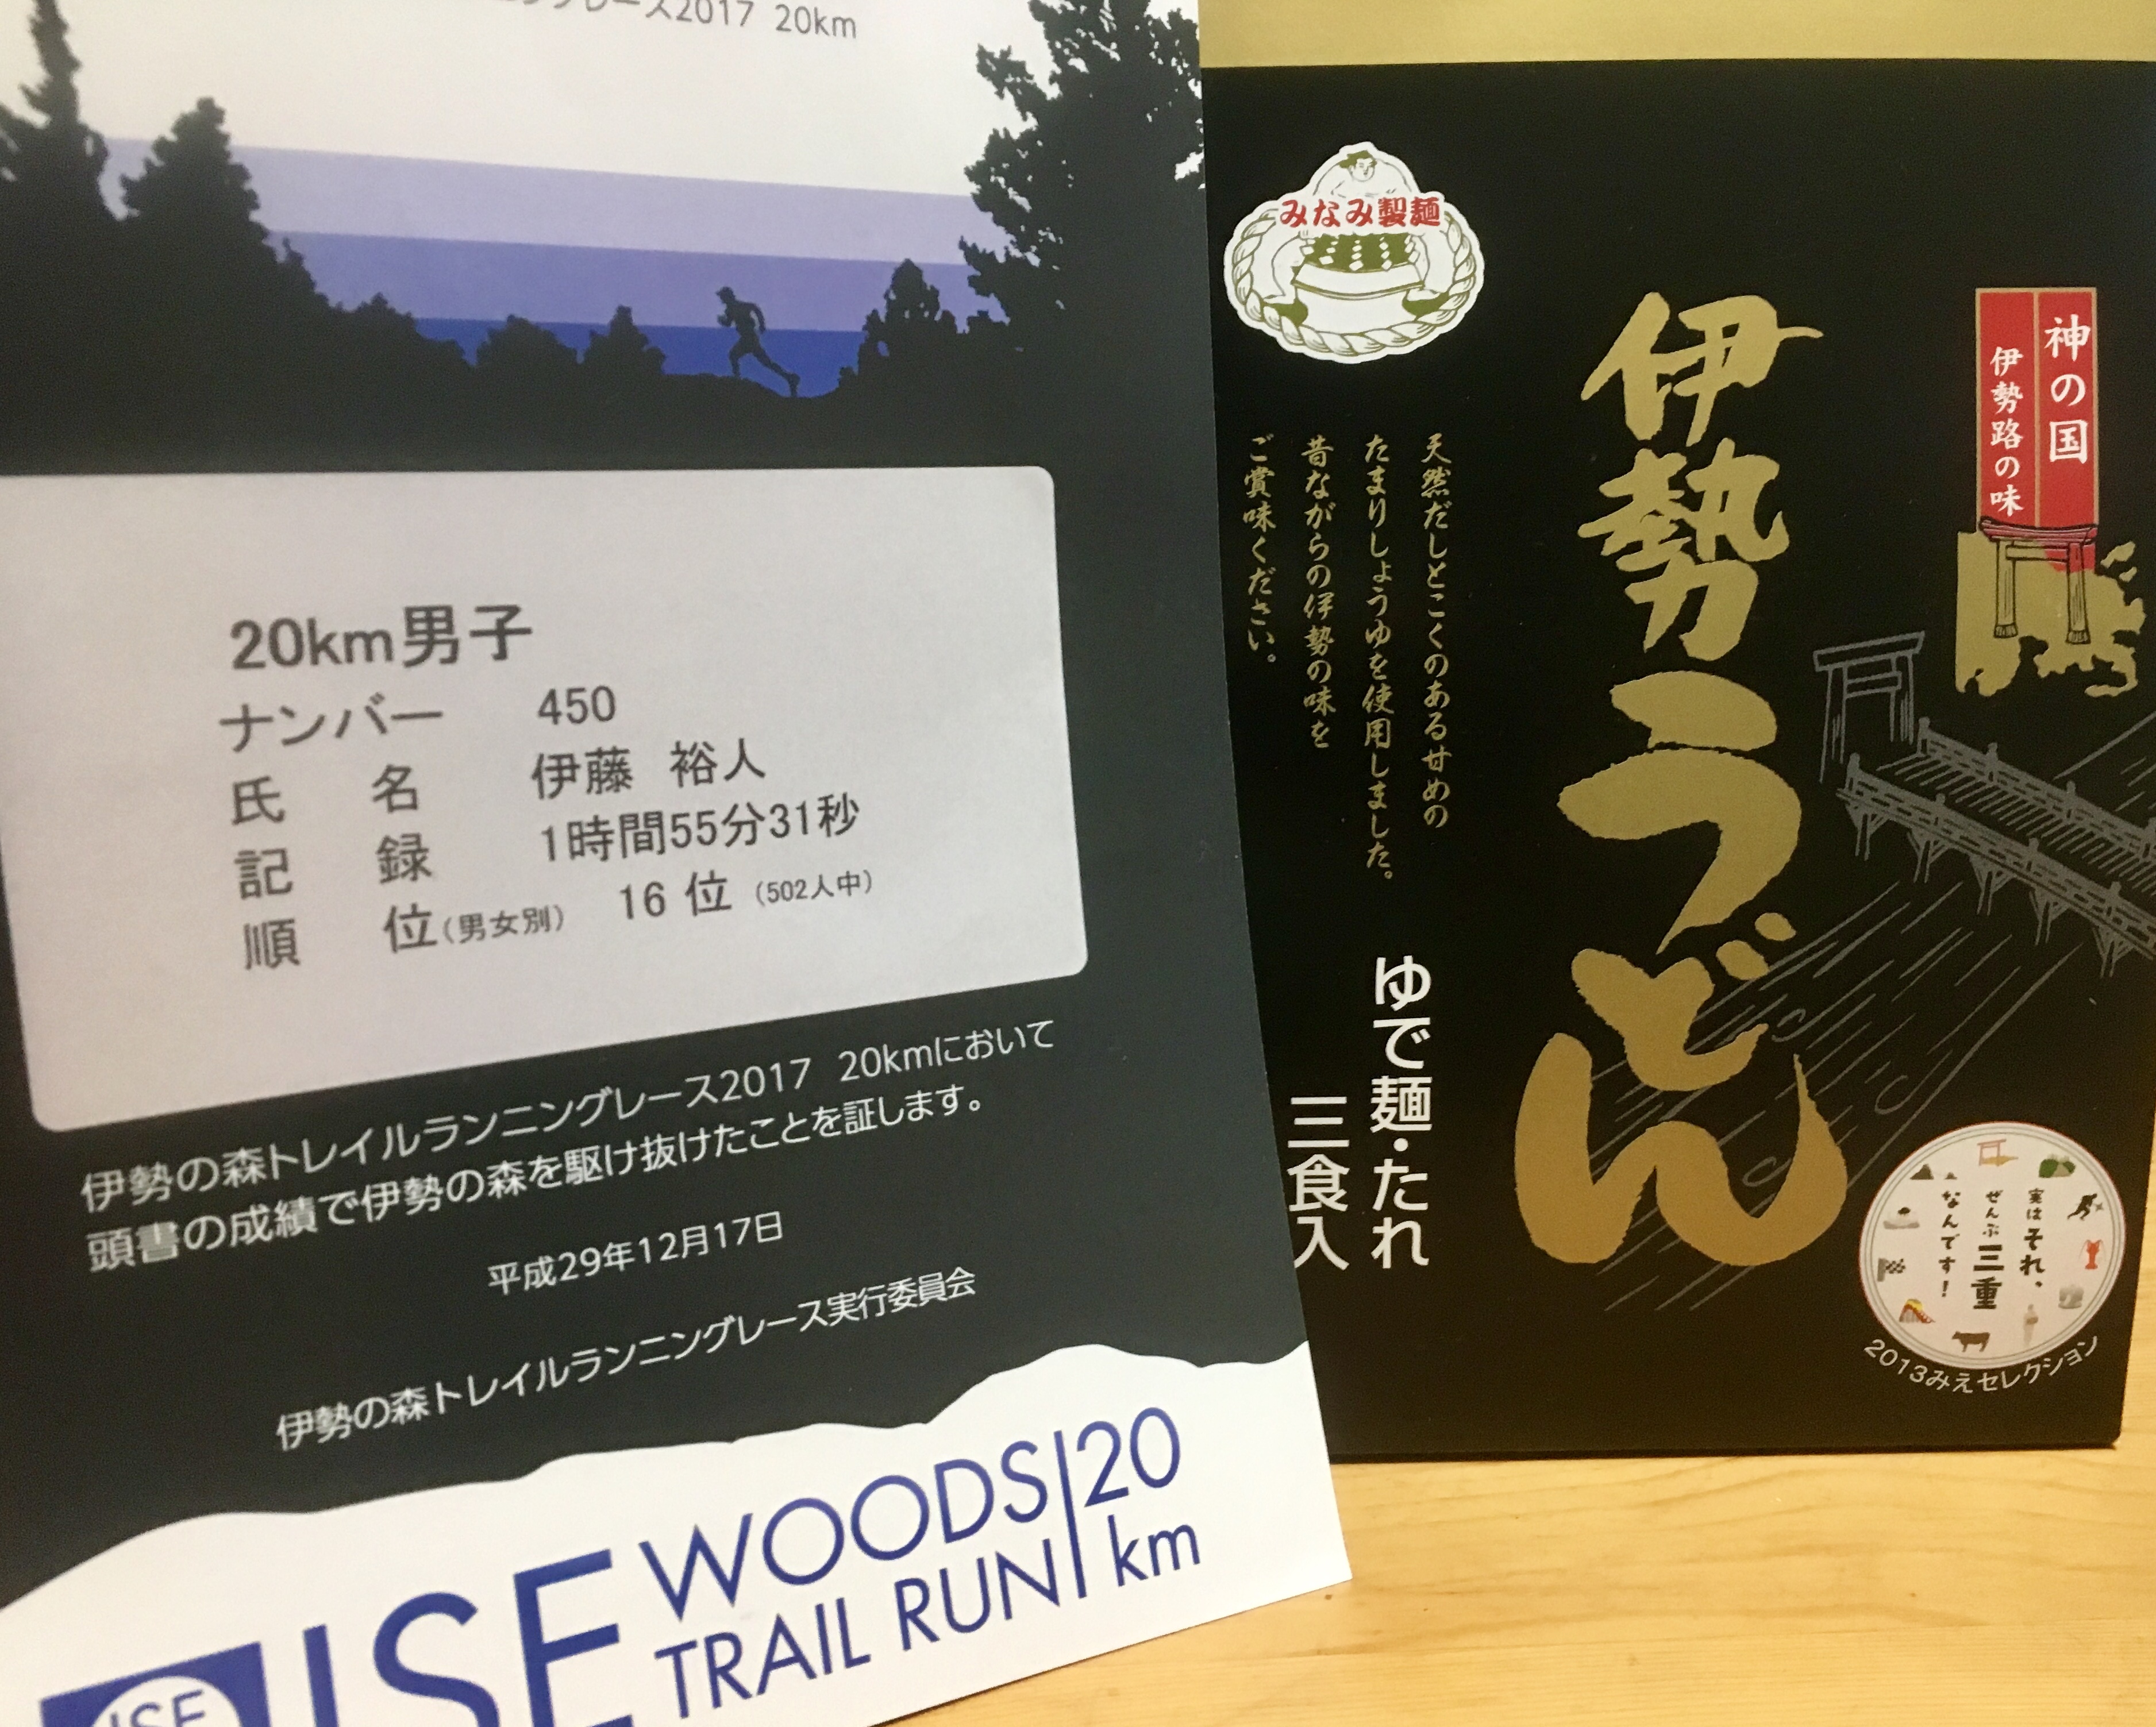 レース2017 20km
20km男子
ナンバー 450
氏 名 伊藤 裕人
記 録 1時間55分31秒
順 位(男女別) 16 位 (502人中)
伊勢の森トレイルランニングレース2017 20kmにおいて
頭書の成績で伊勢の森を駆け抜けたことを証します。
平成29年12月17日
伊勢の森トレイルランニングレース実行委員会
ISE WOODS 20
TRAIL RUN km
ISE
みなみ製麺
神の国
伊勢路の味
伊勢うどん
天然だしとこくのある甘めの
たまりしょうゆを使用しました。
昔ながらの伊勢の味を
ご賞味ください。
ゆで麺・たれ
三食入
実はそれ、
ぜんぶ三重
なんです!
2013みえセレクション